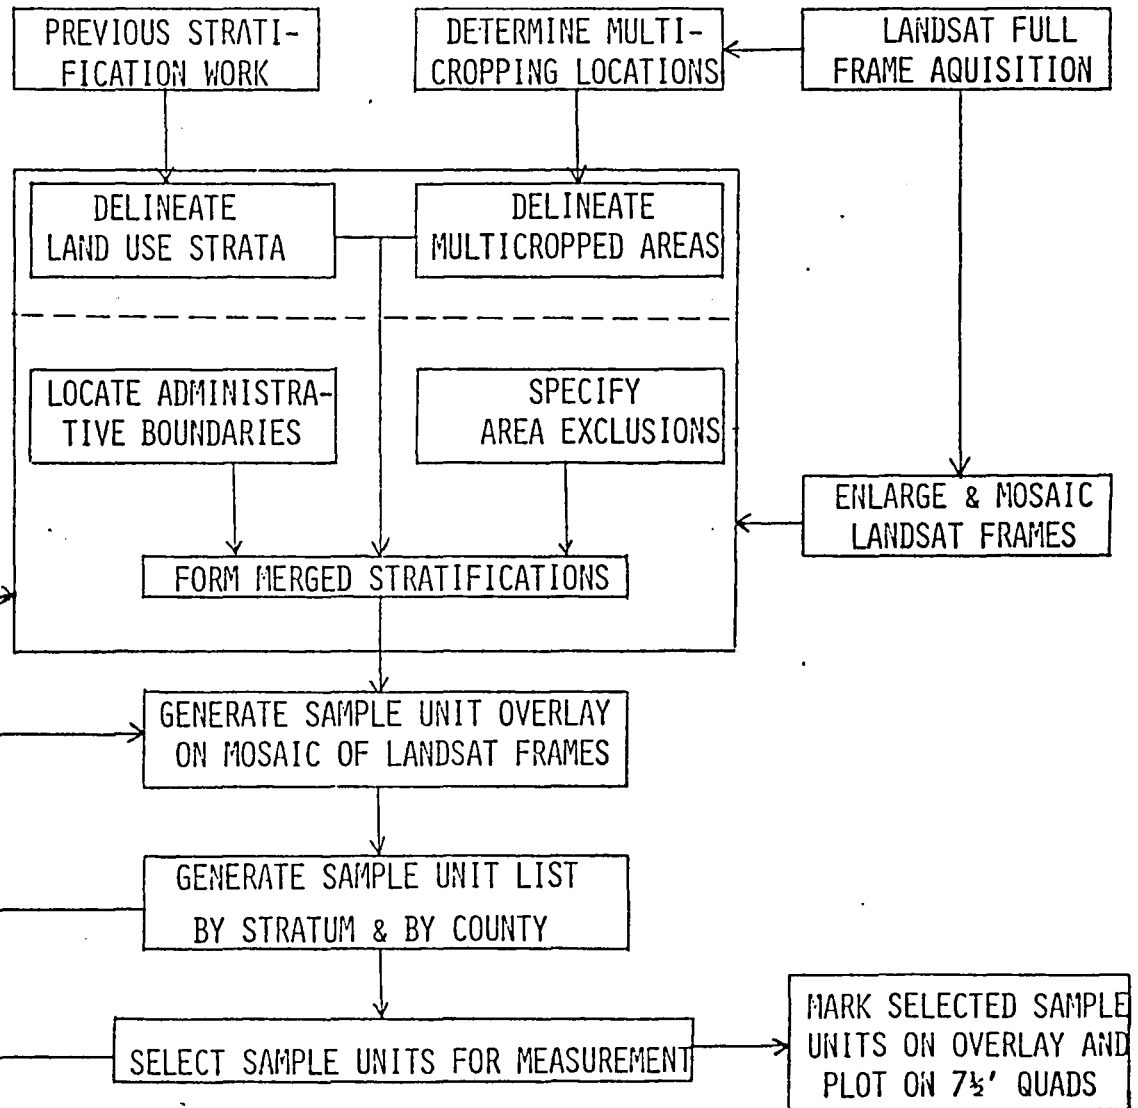 PREVIOUS STRATI-
FICATION WORK
DETERMINE MULTI-
CROPPING LOCATIONS
LANDSAT FULL
FRAME AQUISITION
DELINEATE
LAND USE STRATA
DELINEATE
MULTICROPPED AREAS
LOCATE ADMINISTRA-
TIVE BOUNDARIES
SPECIFY
AREA EXCLUSIONS
ENLARGE & MOSAIC
LANDSAT FRAMES
FORM MERGED STRATIFICATIONS
GENERATE SAMPLE UNIT OVERLAY
ON MOSAIC OF LANDSAT FRAMES
GENERATE SAMPLE UNIT LIST
BY STRATUM & BY COUNTY
SELECT SAMPLE UNITS FOR MEASUREMENT
MARK SELECTED SAMPLE
UNITS ON OVERLAY AND
PLOT ON 7½' QUADS